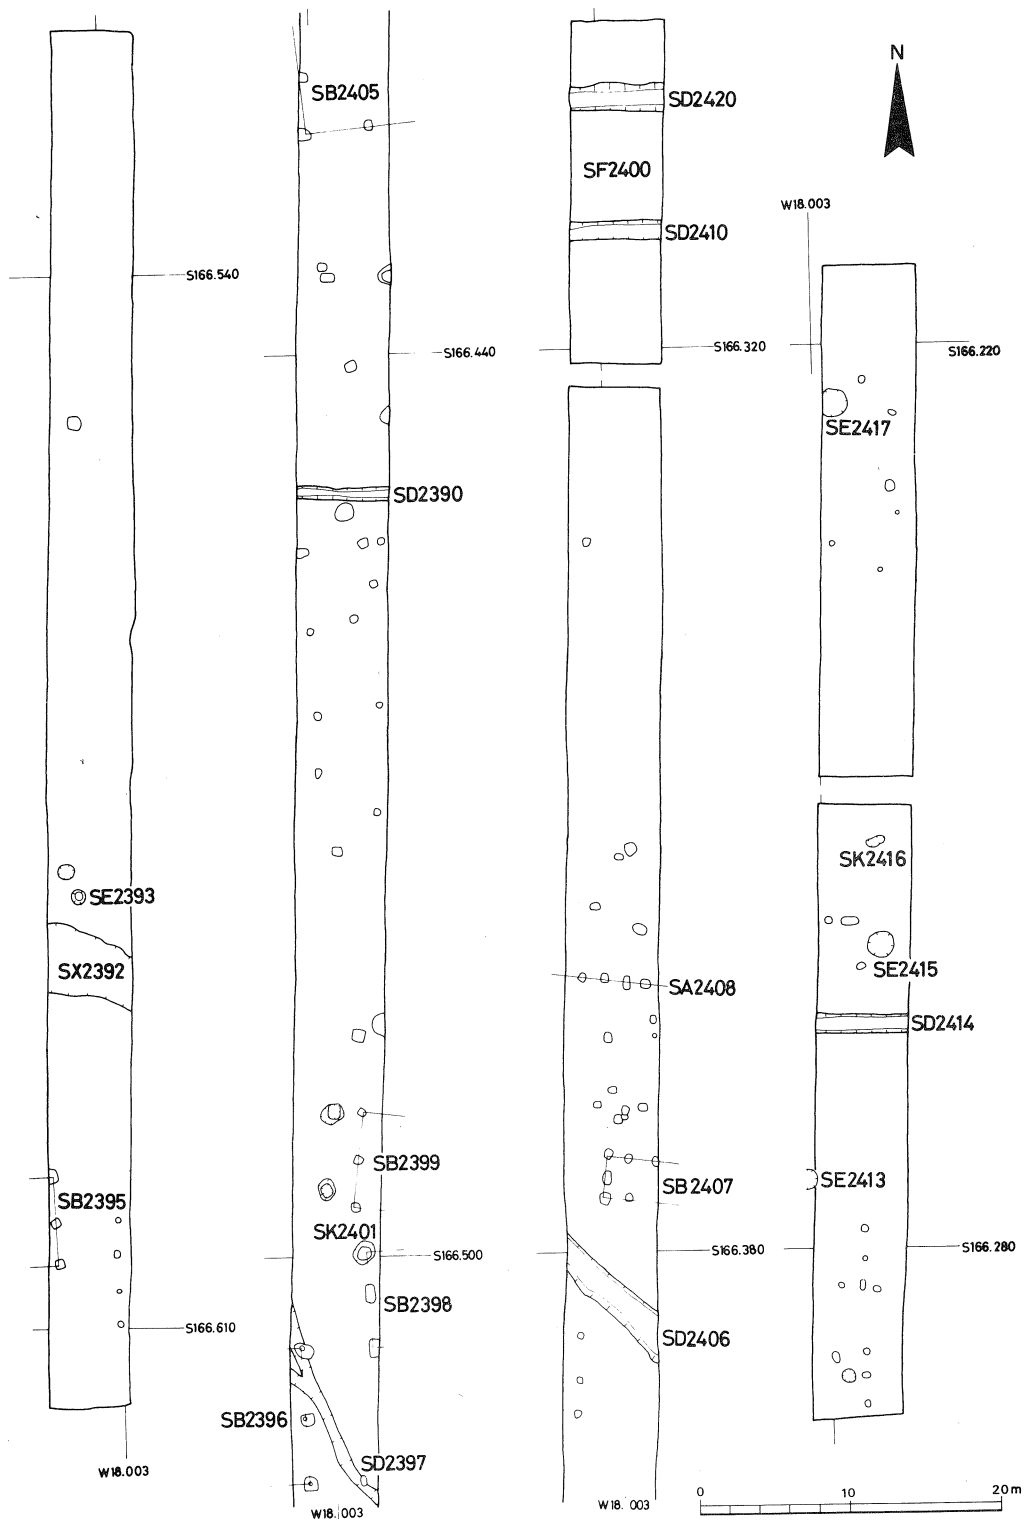 SB2405
S166.540
S166.440
SD2390
SE2393
SX2392
SB2395
SB2399
SK2401
S166.500
SB2398
S166.610
SB2396
SD2397
W18.003
W18.003
SD2420
SF2400
SD2410
S166.320
SA2408
SB2407
S166.380
SD2406
W18.003
N
W18.003
S166.220
SE2417
SK2416
SE2415
SD2414
SE2413
S166.280
0 10 20m